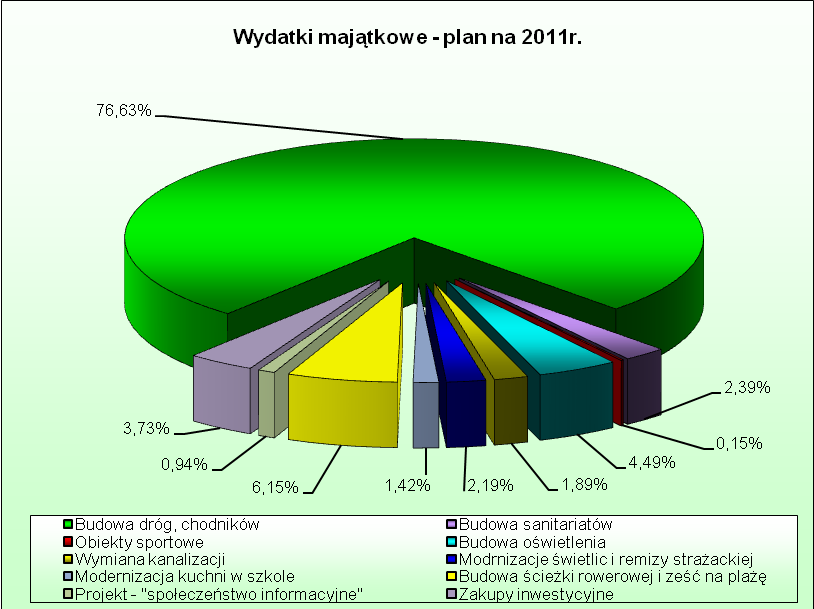 Wydatki majątkowe - plan na 2011r.
76,63%
2,39%
3,73%
0,15%
0,94%
4,49%
6,15%
1,42%
2,19%
1,89%
Budowa dróg, chodników
Budowa sanitariatów
Obiekty sportowe
Budowa oświetlenia
Wymiana kanalizacji
Modrnizacje świetlic i remizy strażackiej
Modernizacja kuchni w szkole
Budowa ścieżki rowerowej i ześć na plażę
Projekt - "społeczeństwo informacyjne"
Zakupy inwestycyjne